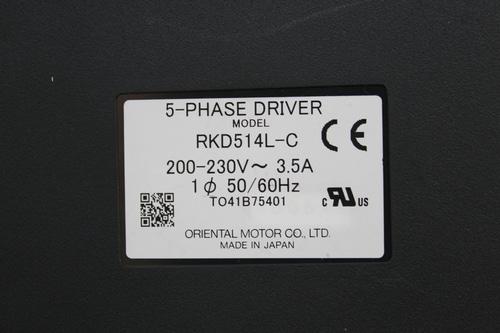 5-PHASE DRIVER
MODEL
RKD514L-C
CE
200-230V~ 3.5A
1ϕ 50/60Hz
TO41B75401
c RU US
ORIENTAL MOTOR CO., LTD.
MADE IN JAPAN